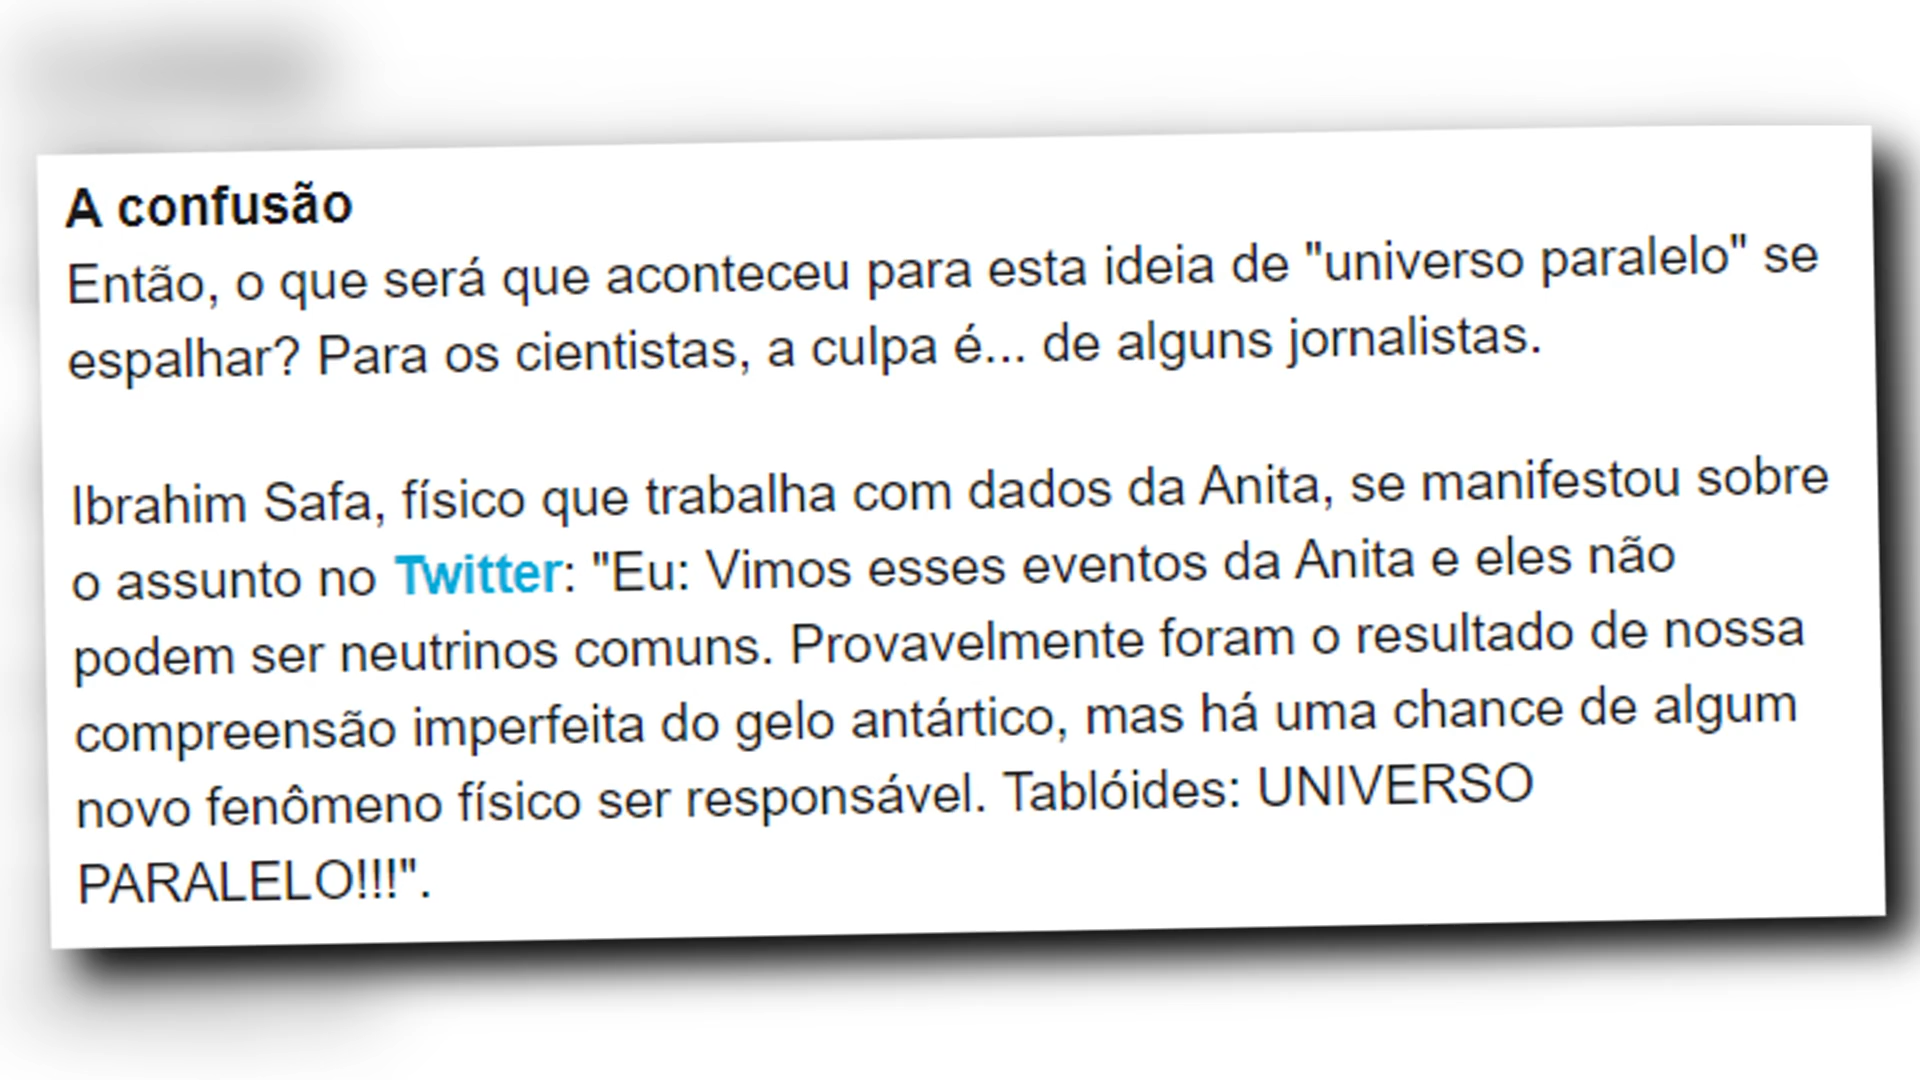 A confusão
Então, o que será que aconteceu para esta ideia de "universo paralelo" se
espalhar? Para os cientistas, a culpa é... de alguns jornalistas.
Ibrahim Safa, físico que trabalha com dados da Anita, se manifestou sobre
o assunto no Twitter: "Eu: Vimos esses eventos da Anita e eles não
podem ser neutrinos comuns. Provavelmente foram o resultado de nossa
compreensão imperfeita do gelo antártico, mas há uma chance de algum
novo fenômeno físico ser responsável. Tablóides: UNIVERSO
PARALELO!!!".